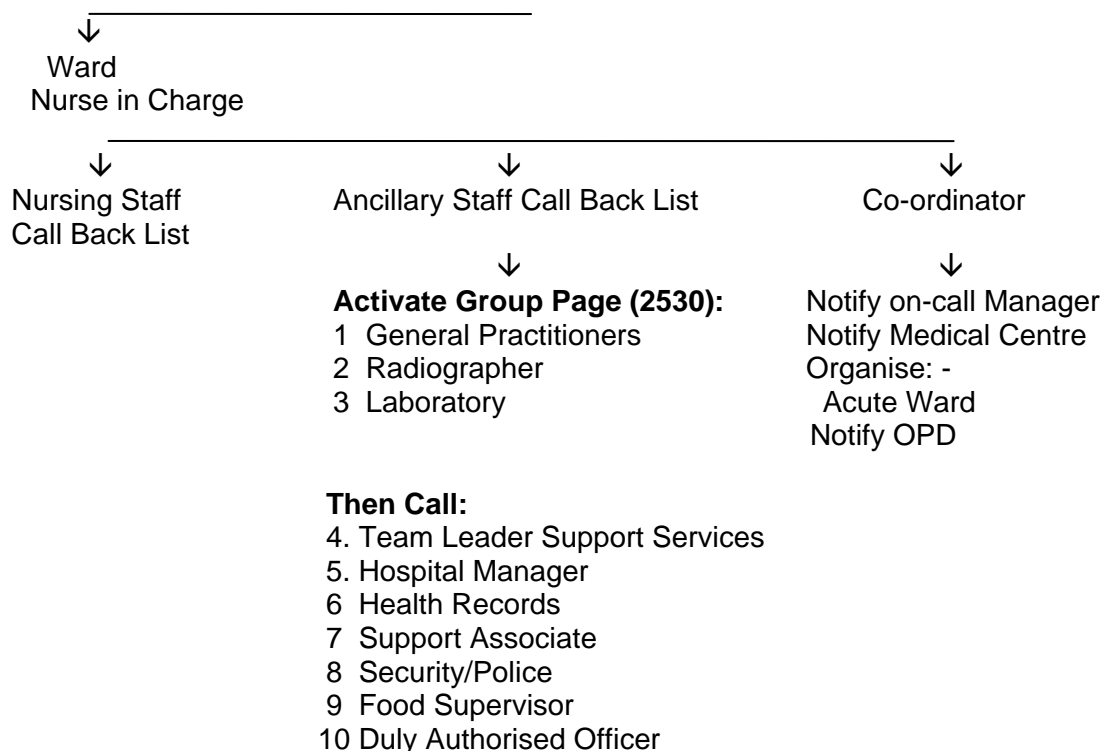 Ward
Nurse in Charge
Nursing Staff
Call Back List
Ancillary Staff Call Back List
Activate Group Page (2530):
1 General Practitioners
2 Radiographer
3 Laboratory
Then Call:
4. Team Leader Support Services
5. Hospital Manager
6 Health Records
7 Support Associate
8 Security/Police
9 Food Supervisor
10 Duly Authorised Officer
Co-ordinator
Notify on-call Manager
Notify Medical Centre
Organise: -
Acute Ward
Notify OPD